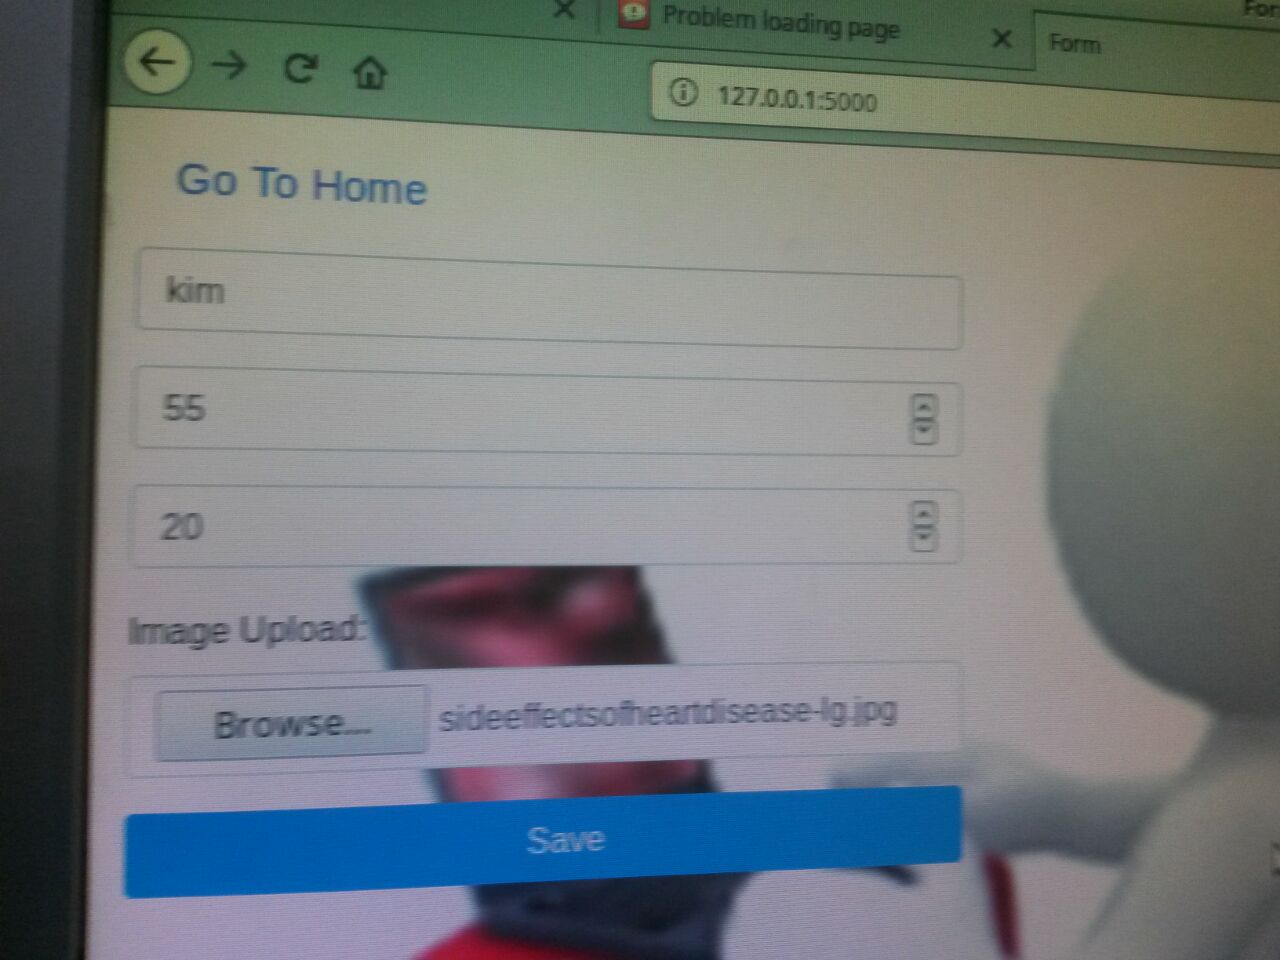 Problem loading page
Form
127.0.0.1:5000
Go To Home
kim
55
20
Image Upload:
Browse... sideeffectsofheartdisease-lg.jpg
Save